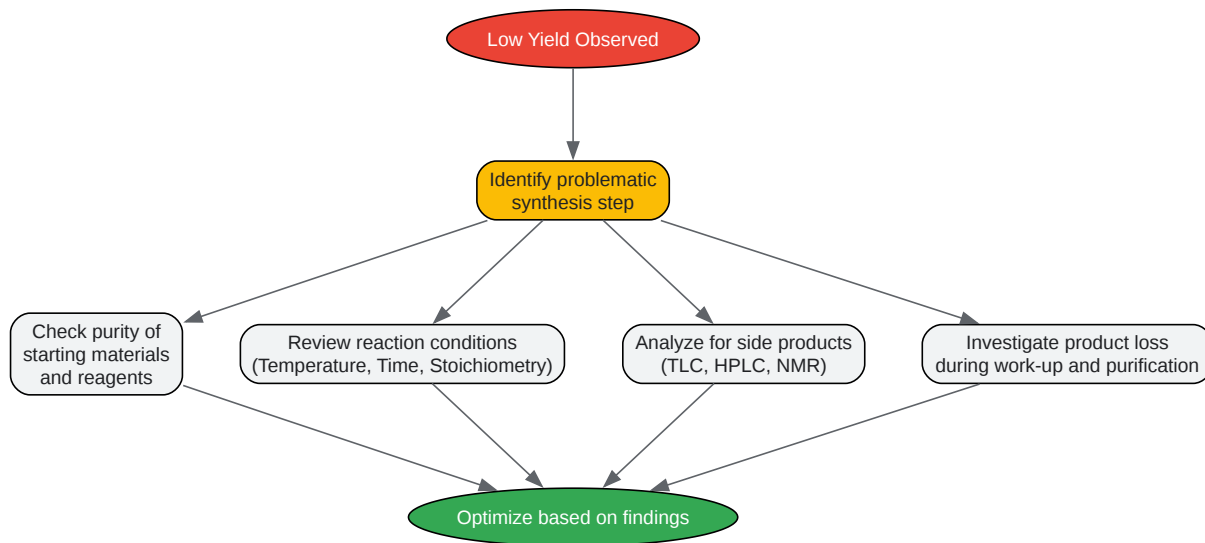 Low Yield Observed
Identify problematic
synthesis step
Check purity of
starting materials
and reagents
Review reaction conditions
(Temperature, Time, Stoichiometry)
Analyze for side products
(TLC, HPLC, NMR)
Investigate product loss
during work-up and purification
Optimize based on findings